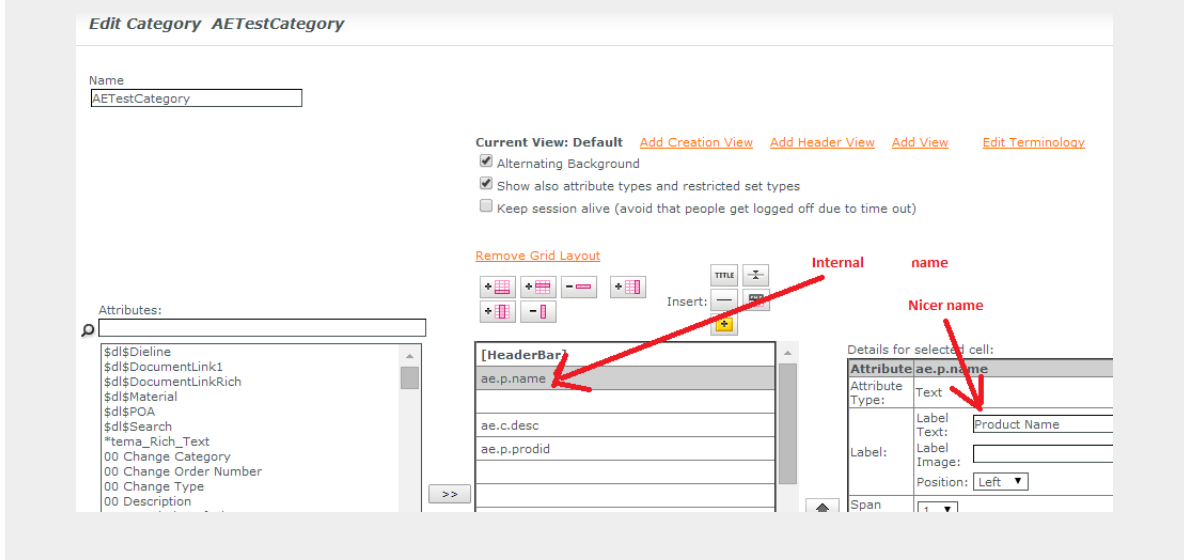 Edit Category AETestCategory
Name
AETestCategory
Current View: Default Add Creation View Add Header View Add View Edit Terminology
Alternating Background
Show also attribute types and restricted set types
Keep session alive (avoid that people get logged off due to time out)
Remove Grid Layout
Internal name
TITLE
Insert:
Nicer name
Attributes:
$dl$Dieline
$dl$DocumentLink1
$dl$DocumentLinkRich
$dl$Material
$dl$POA
$dl$Search
*tema_Rich_Text
00 Change Category
00 Change Order Number
00 Change Type
00 Description
>>
[HeaderBar]
ae.p.name
ae.c.desc
ae.p.prodid
Details for selected cell:
Attribute ae.p.name
Attribute Type: Text
Label:
Label Text: Product Name
Label Image:
Position: Left
Span 1